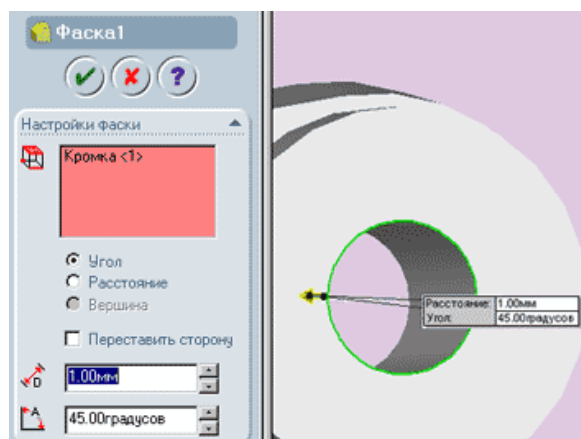 Фаска1
?
Настройки фаски
Кромка <1>
Угол
Расстояние
Вершина
Переставить сторону
D
1.00мм
A
45.00градусов
Расстояние: 1.00мм
Угол: 45.00градусов